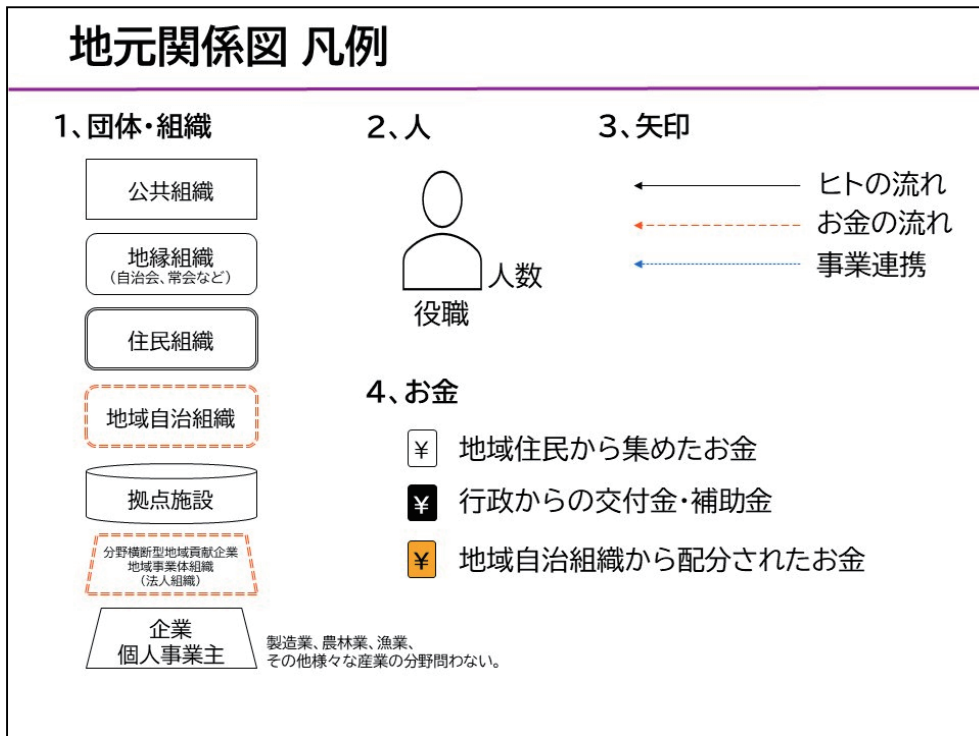 地元関係図 凡例
1、団体・組織
公共組織
地縁組織
(自治会、常会など)
住民組織
地域自治組織
拠点施設
分野横断型地域貢献企業
地域事業体組織
(法人組織)
企業
個人事業主
製造業、農林業、漁業、
その他様々な産業の分野問わない。
2、人
人数
役職
3、矢印
ヒトの流れ
お金の流れ
事業連携
4、お金
¥ 地域住民から集めたお金
¥ 行政からの交付金・補助金
¥ 地域自治組織から配分されたお金